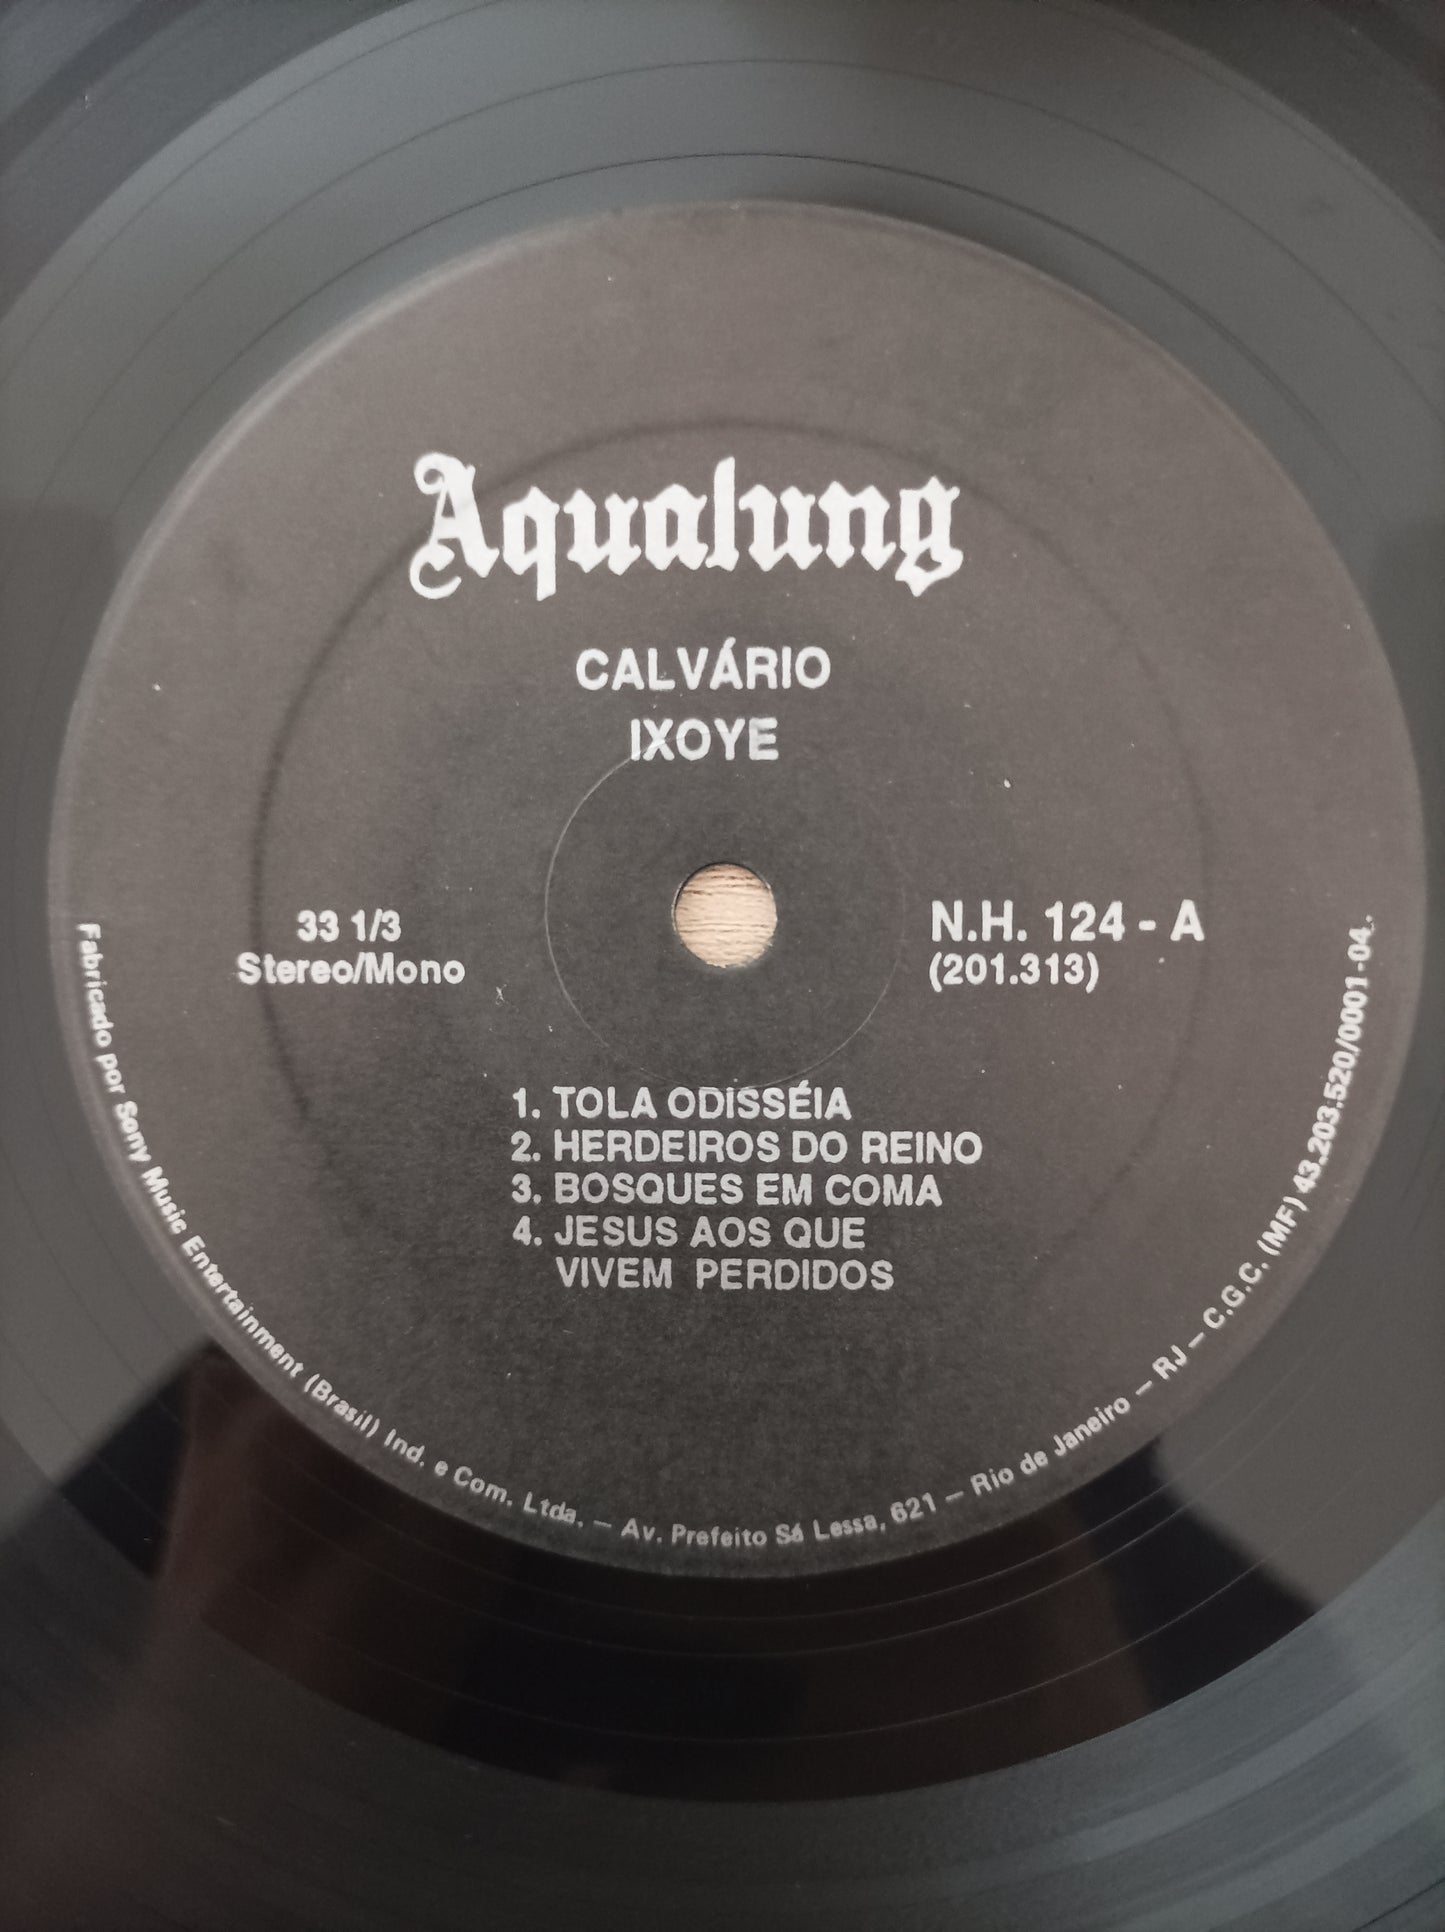 Aqualung
CALVÁRIO
IXOYE
33 1/3
Stereo/Mono
N.H. 124 - A
(201.313)
1. TOLA ODISSÉIA
2. HERDEIROS DO REINO
3. BOSQUES EM COMA
4. JESUS AOS QUE
VIVEM PERDIDOS
Fabricado por Sony Music Entertainment (Brasil) Ind. e Com. Ltda. — Av. Prefeito Sá Lessa, 621 — Rio de Janeiro — RJ — C.G.C. (MF) 43.203.520/0001-04.